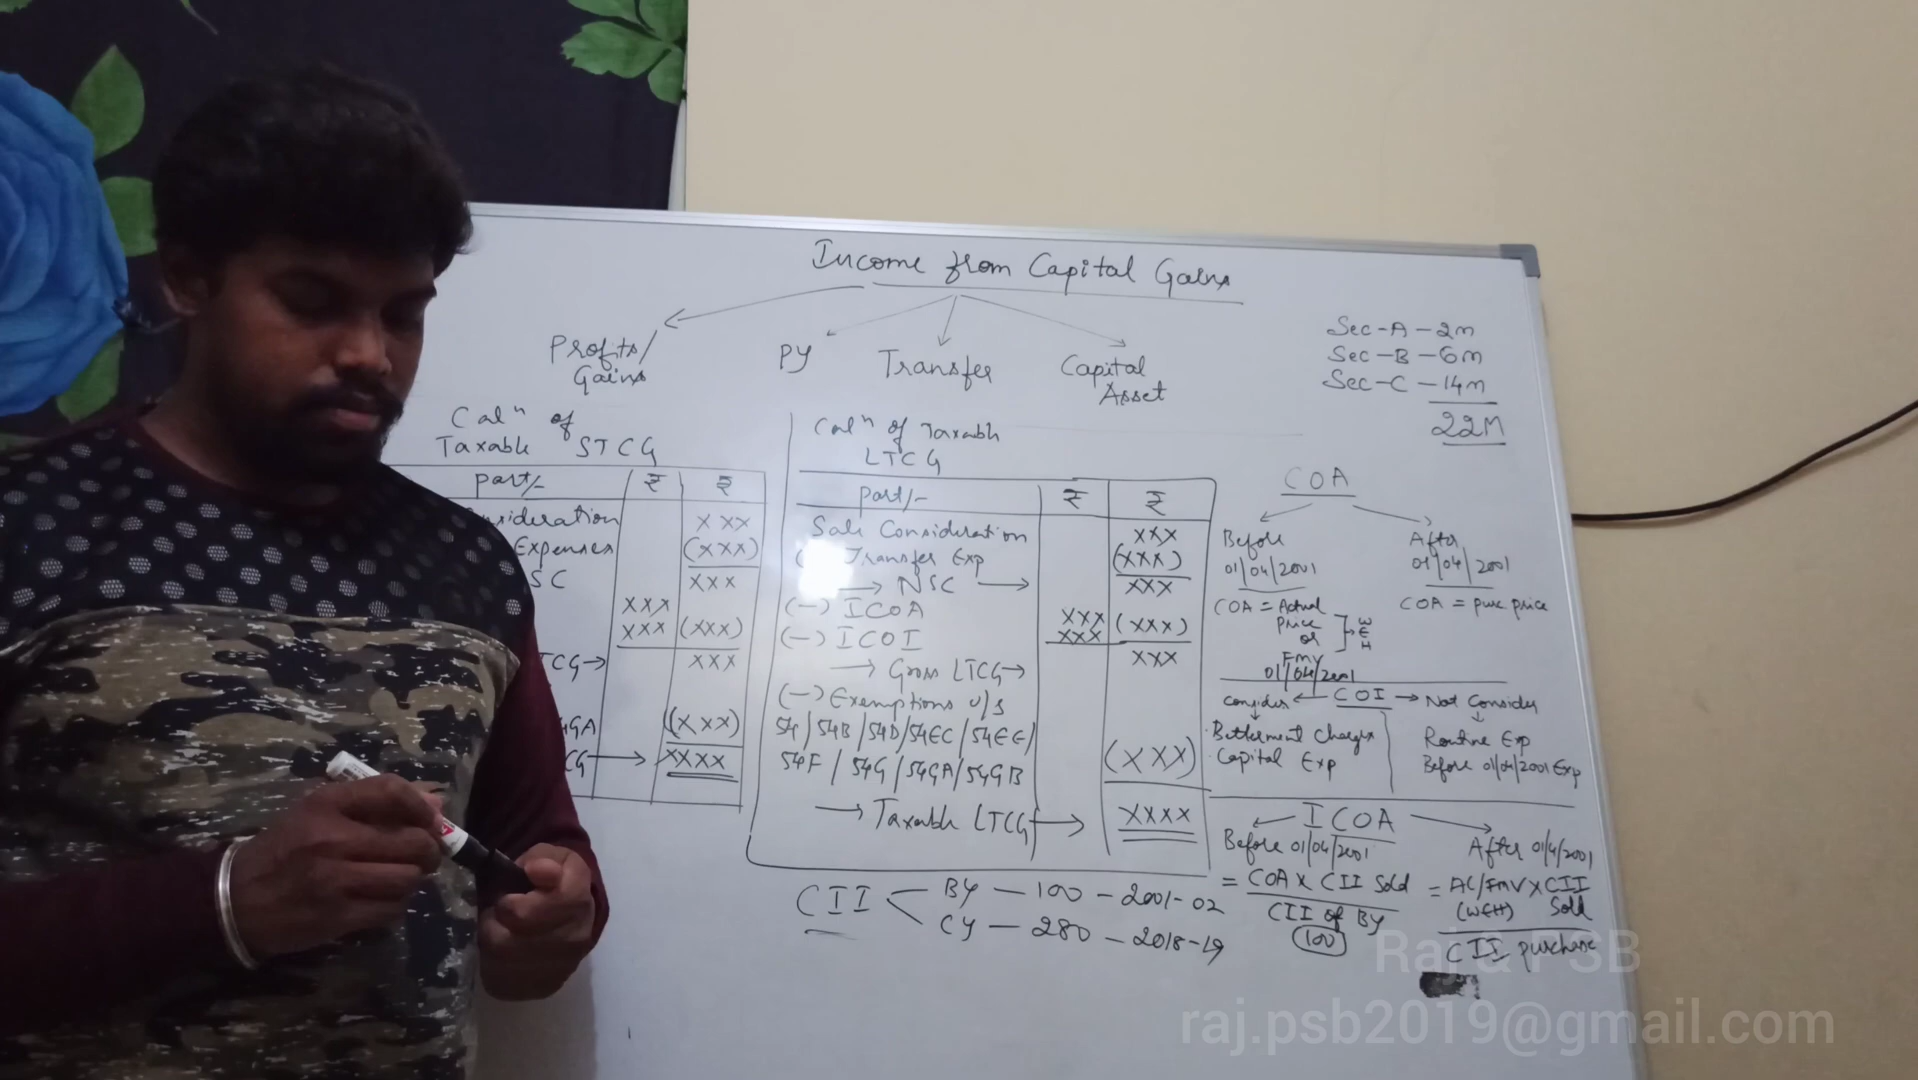 Income from Capital Gains
Profits/
Gains
PY
Transfer
Capital
Asset
Sec-A-2m
Sec-B-6m
Sec-C-14m
22M
Calⁿ of
Taxable STCG
part/-
₹
₹
sideration
xxx
Expenses
(xxx)
SC
xxx
xxx
xxx
(xxx)
TCG→
xxx
GA
(xxx)
CG
→
xxxx
Calⁿ of Taxable
LTCG
part/-
₹
₹
Sale Consideration
xxx
Transfer Exp
(xxx)
→ NSC →
xxx
(-) ICOA
xxx
(-) ICOI
xxx
(xxx)
→ Gross LTCG→
xxx
(-) Exemptions u/s
54/54B/54D/54EC/54EE/
54F/54G/54GA/54GB
(xxx)
→ Taxable LTCG →
xxxx
COA
Before
01/04/2001
COA = Actual
Price
or
FMV
01/04/2001
WEH
After
01/04/2001
COA = pure price
consider ← COI → Not Consider
Betterment Charges
Capital Exp
Routine Exp
Before 01/04/2001 Exp
ICOA
Before 01/04/2001
= COA x CII Sold
CII of BY
(100)
After 01/4/2001
= AC/FMV x CII
(WEH) Sold
CII purchase
CII
BY - 100 - 2001-02
CY - 280 - 2018-19
Raj & PSB
raj.psb2019@gmail.com